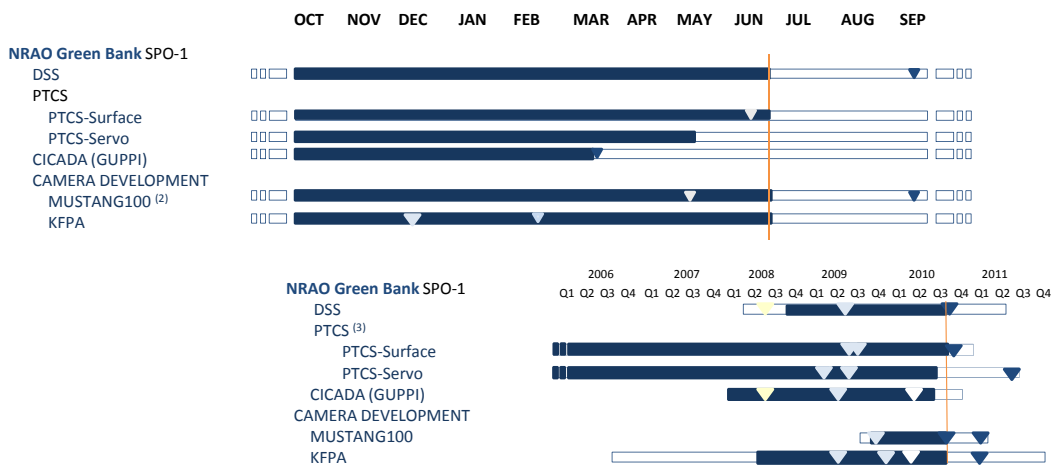 OCT NOV DEC JAN FEB MAR APR MAY JUN JUL AUG SEP
NRAO Green Bank SPO-1
DSS
PTCS
PTCS-Surface
PTCS-Servo
CICADA (GUPPI)
CAMERA DEVELOPMENT
MUSTANG100 (2)
KFPA
2006 2007 2008 2009 2010 2011
NRAO Green Bank SPO-1
Q1 Q2 Q3 Q4 Q1 Q2 Q3 Q4 Q1 Q2 Q3 Q4 Q1 Q2 Q3 Q4 Q1 Q2 Q3 Q4 Q1 Q2 Q3 Q4
DSS
PTCS (3)
PTCS-Surface
PTCS-Servo
CICADA (GUPPI)
CAMERA DEVELOPMENT
MUSTANG100
KFPA